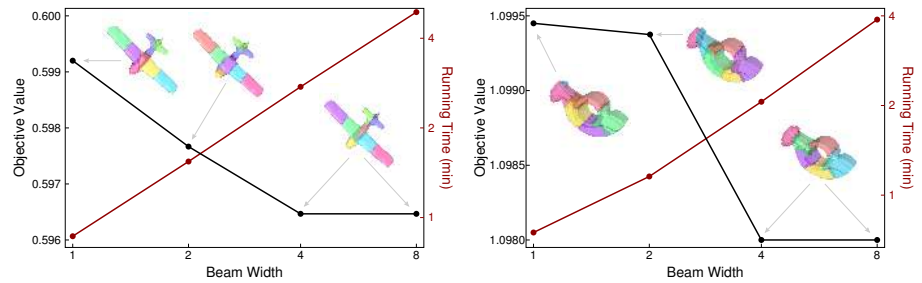 0.600
0.599
0.598
0.597
0.596
Objective Value
4
2
1
Running Time (min)
1 2 4 8
Beam Width
1.0995
1.0990
1.0985
1.0980
Objective Value
4
2
1
Running Time (min)
1 2 4 8
Beam Width